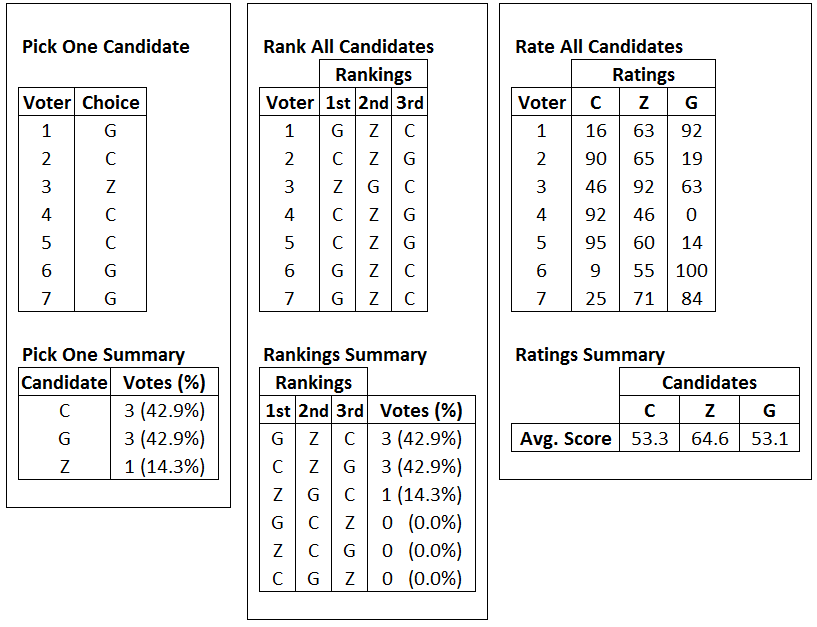 Pick One Candidate
Voter Choice
1 G
2 C
3 Z
4 C
5 C
6 G
7 G
Pick One Summary
Candidate Votes (%)
C 3 (42.9%)
G 3 (42.9%)
Z 1 (14.3%)
Rank All Candidates
Rankings
Voter 1st 2nd 3rd
1 G Z C
2 C Z G
3 Z G C
4 C Z G
5 C Z G
6 G Z C
7 G Z C
Rankings Summary
Rankings
1st 2nd 3rd Votes (%)
G Z C 3 (42.9%)
C Z G 3 (42.9%)
Z G C 1 (14.3%)
G C Z 0 (0.0%)
Z C G 0 (0.0%)
C G Z 0 (0.0%)
Rate All Candidates
Ratings
Voter C Z G
1 16 63 92
2 90 65 19
3 46 92 63
4 92 46 0
5 95 60 14
6 9 55 100
7 25 71 84
Ratings Summary
Candidates
C Z G
Avg. Score 53.3 64.6 53.1